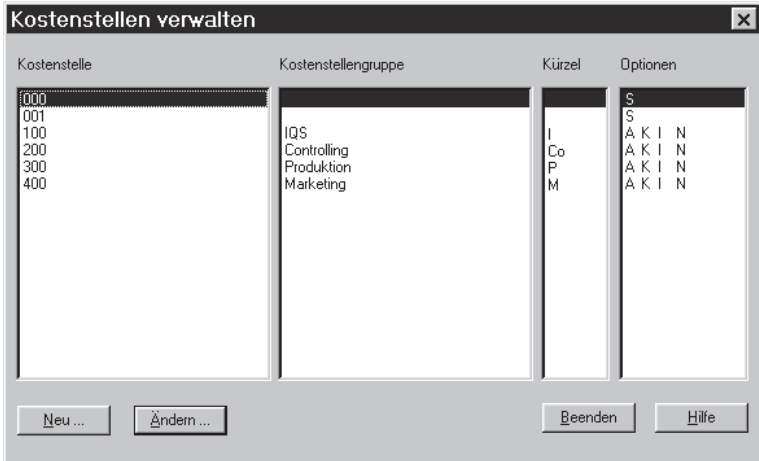 Kostenstellen verwalten
Kostenstelle Kostenstellengruppe Kürzel Optionen
000 S
001 S
100 IQS I A K I N
200 Controlling Co A K I N
300 Produktion P A K I N
400 Marketing M A K I N
Neu ... Ändern ... Beenden Hilfe